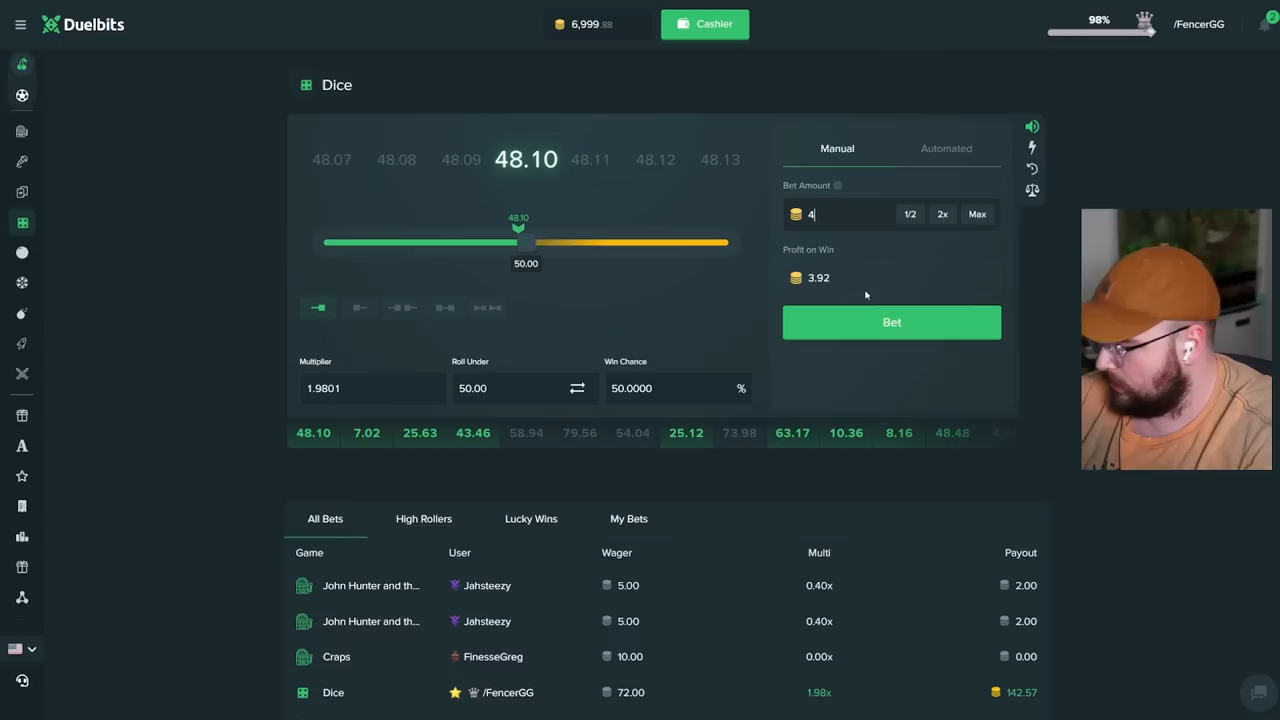 Duelbits
6,999.88
Cashier
98%
/FencerGG
2
Dice
48.07 48.08 48.09 48.10 48.11 48.12 48.13
48.10
50.00
Manual
Automated
Bet Amount
4
1/2
2x
Max
Profit on Win
3.92
Bet
Multiplier
Roll Under
Win Chance
1.9801
50.00
50.0000 %
48.10 7.02 25.63 43.46 58.94 79.56 54.04 25.12 73.98 63.17 10.36 8.16 48.48
All Bets High Rollers Lucky Wins My Bets
Game User Wager Multi Payout
John Hunter and th... Jahsteezy 5.00 0.40x 2.00
John Hunter and th... Jahsteezy 5.00 0.40x 2.00
Craps FinesseGreg 10.00 0.00x 0.00
Dice /FencerGG 72.00 1.98x 142.57